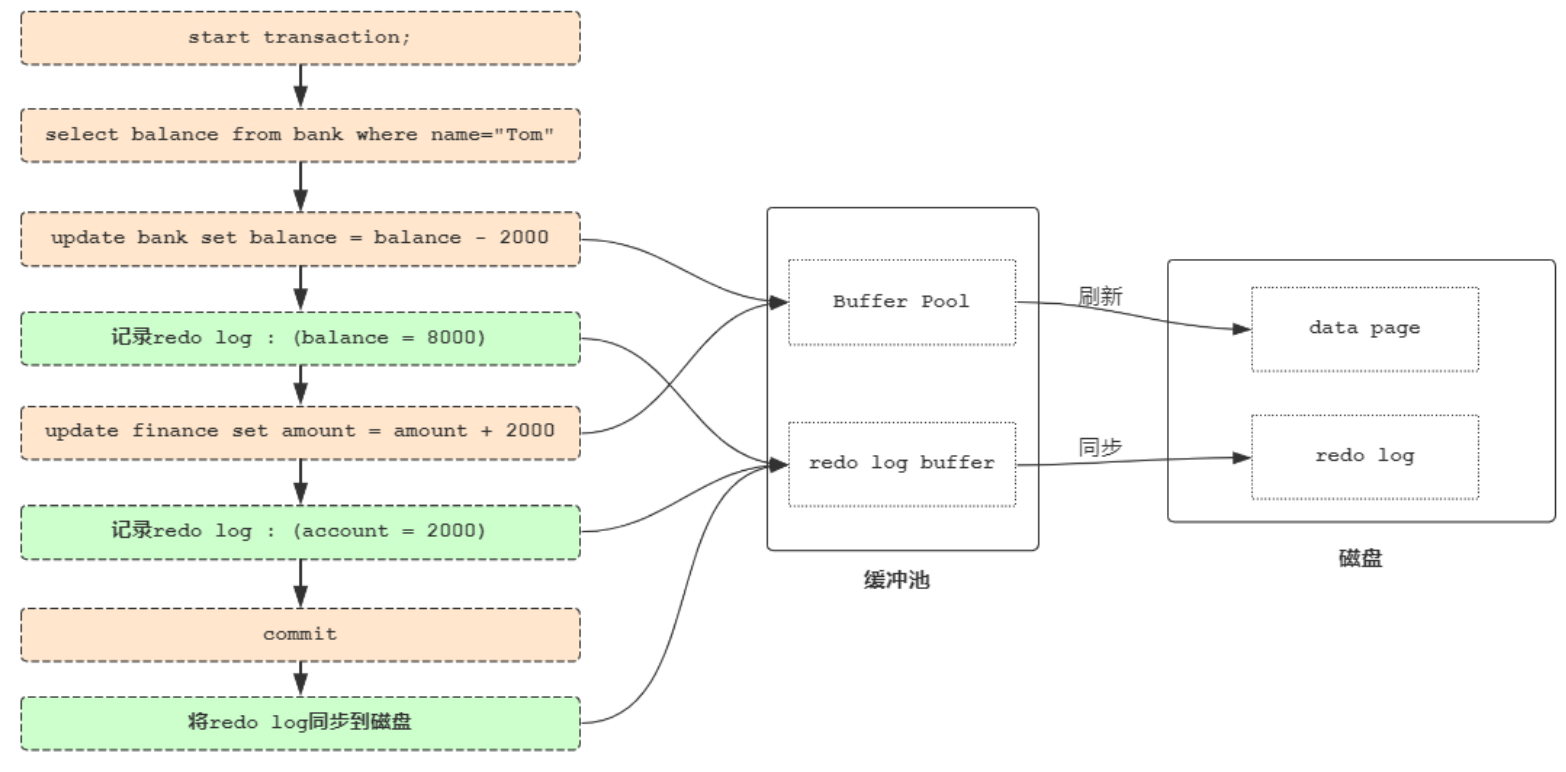 start transaction;
select balance from bank where name="Tom"
update bank set balance = balance - 2000
记录redo log : (balance = 8000)
update finance set amount = amount + 2000
记录redo log : (account = 2000)
commit
将redo log同步到磁盘
Buffer Pool
redo log buffer
缓冲池
刷新
同步
data page
redo log
磁盘